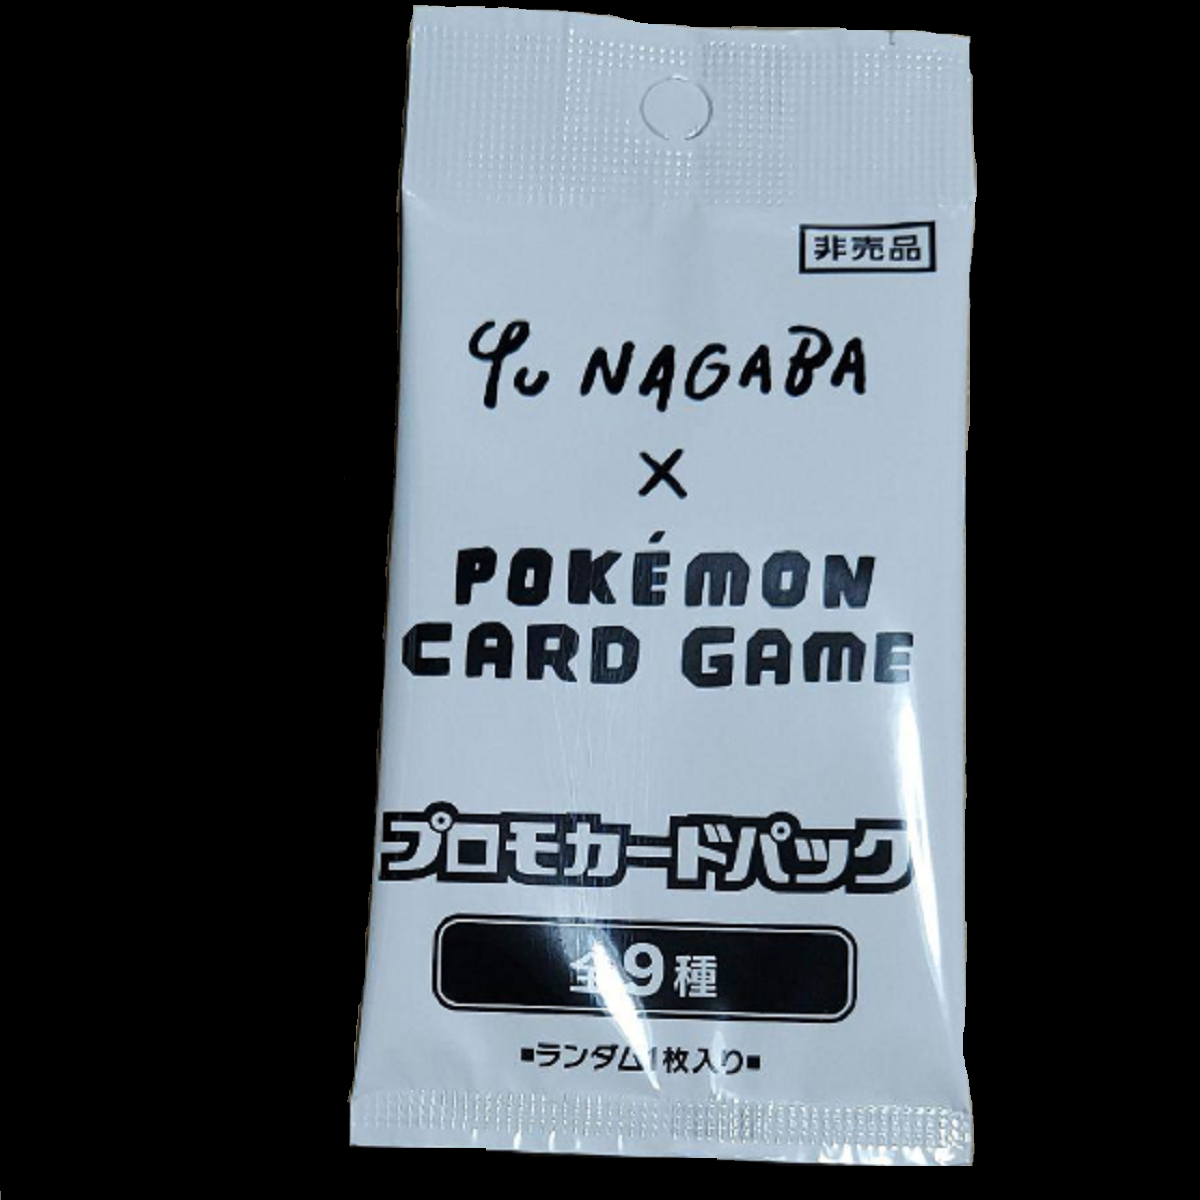 非売品
Yu NAGABA
×
POKÉMON
CARD GAME
プロモカードパック
全9種
■ランダム1枚入り■